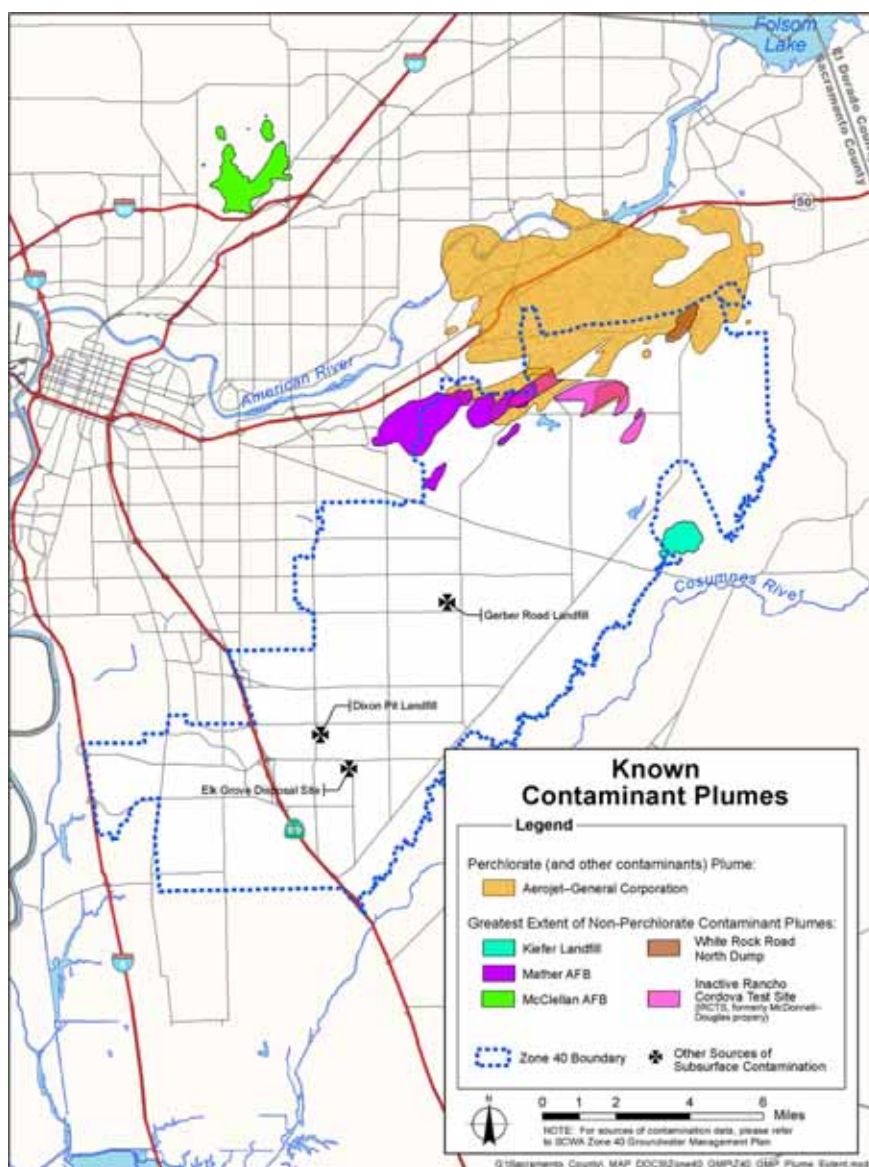 Folsom
Lake
El Dorado County
Sacramento County
80
50
American River
Cosumnes River
Gerber Road Landfill
Dixon Pit Landfill
Elk Grove Disposal Site
99
5
Known
Contaminant Plumes
Legend
Perchlorate (and other contaminants) Plume:
Aerojet–General Corporation
Greatest Extent of Non-Perchlorate Contaminant Plumes:
Kiefer Landfill
White Rock Road
North Dump
Mather AFB
McClellan AFB
Inactive Rancho
Cordova Test Site
(IRCTS, formerly McDonnell–
Douglas propery)
Zone 40 Boundary
Other Sources of
Subsurface Contamination
N
0 1 2 4 6
Miles
NOTE: For sources of contamination data, please refer
to SCWA Zone 40 Groundwater Management Plan